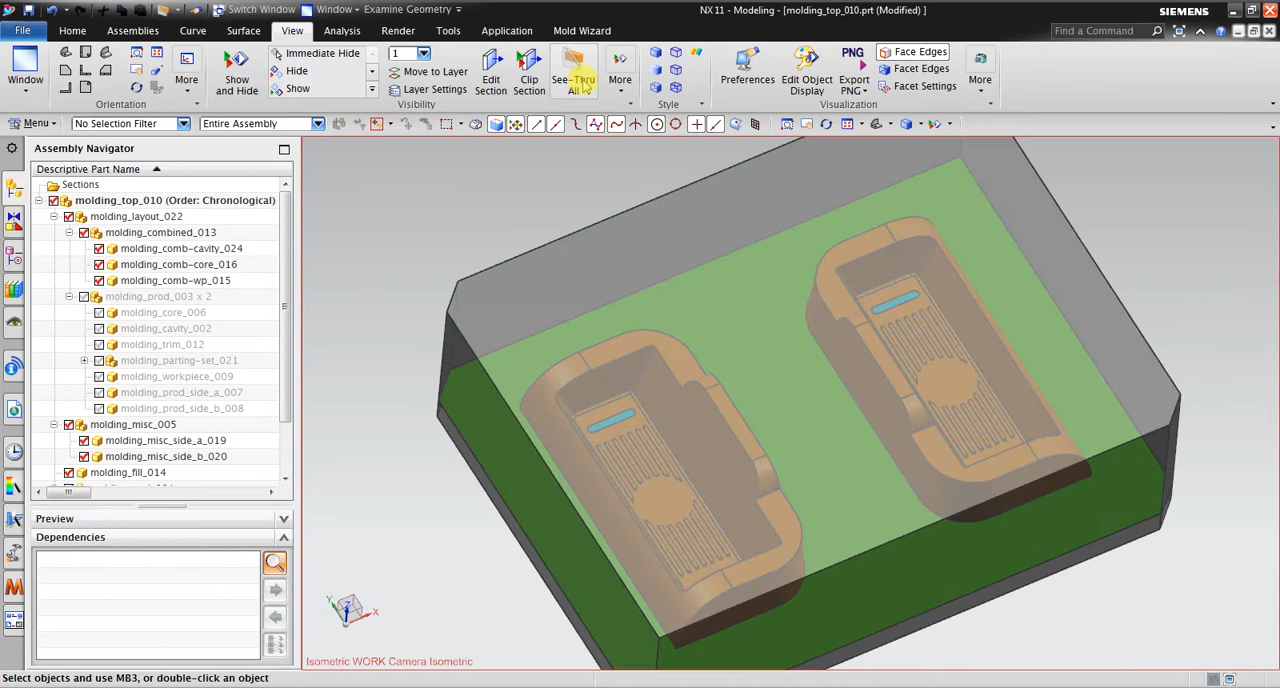 Switch Window Window Examine Geometry
NX 11 - Modeling - [molding_top_010.prt (Modified) ]
SIEMENS
File Home Assemblies Curve Surface View Analysis Render Tools Application Mold Wizard
Find a Command
Window
More
Orientation
Show and Hide
Immediate Hide
Hide
Show
1
Move to Layer
Layer Settings
Visibility
Edit Section
Clip Section
See-Thru All
More
Style
Preferences
Edit Object Display
PNG
Export PNG
Face Edges
Facet Edges
Facet Settings
More
Visualization
Menu
No Selection Filter
Entire Assembly
Assembly Navigator
Descriptive Part Name
Sections
molding_top_010 (Order: Chronological)
molding_layout_022
molding_combined_013
molding_comb-cavity_024
molding_comb-core_016
molding_comb-wp_015
molding_prod_003 x 2
molding_core_006
molding_cavity_002
molding_trim_012
molding_parting-set_021
molding_workpiece_009
molding_prod_side_a_007
molding_prod_side_b_008
molding_misc_005
molding_misc_side_a_019
molding_misc_side_b_020
molding_fill_014
Preview
Dependencies
Y
Z
X
Isometric WORK Camera Isometric
Select objects and use MB3, or double-click an object